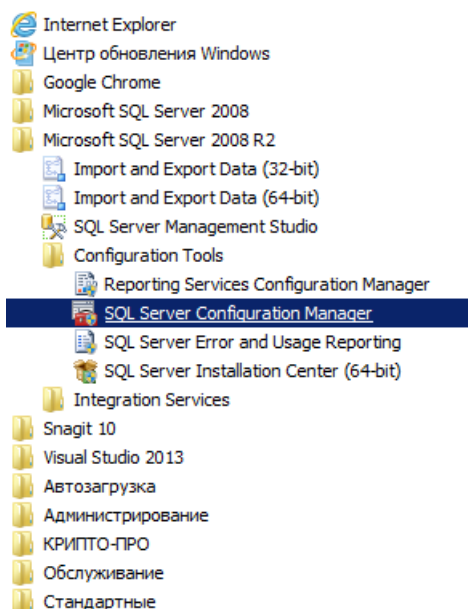 Internet Explorer
Центр обновления Windows
Google Chrome
Microsoft SQL Server 2008
Microsoft SQL Server 2008 R2
Import and Export Data (32-bit)
Import and Export Data (64-bit)
SQL Server Management Studio
Configuration Tools
Reporting Services Configuration Manager
SQL Server Configuration Manager
SQL Server Error and Usage Reporting
SQL Server Installation Center (64-bit)
Integration Services
Snagit 10
Visual Studio 2013
Автозагрузка
Администрирование
КРИПТО-ПРО
Обслуживание
Стандартные